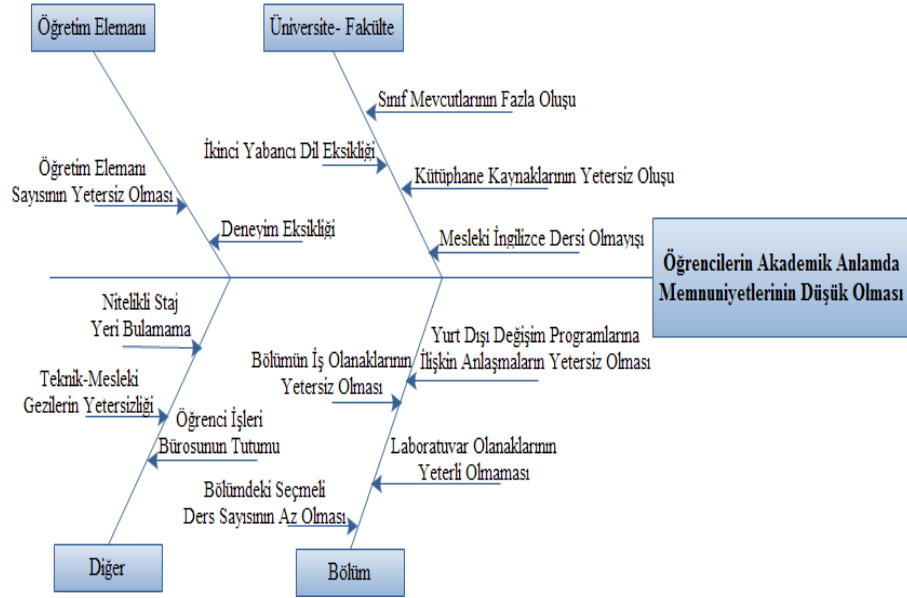 Öğretim Elemanı
Üniversite- Fakülte
Sınıf Mevcutlarının Fazla Oluşu
İkinci Yabancı Dil Eksikliği
Kütüphane Kaynaklarının Yetersiz Oluşu
Öğretim Elemanı
Sayısının Yetersiz Olması
Deneyim Eksikliği
Mesleki İngilizce Dersi Olmayışı
Öğrencilerin Akademik Anlamda
Memnuniyetlerinin Düşük Olması
Nitelikli Staj
Yeri Bulamama
Yurt Dışı Değişim Programlarına
İlişkin Anlaşmaların Yetersiz Olması
Bölümün İş Olanaklarının
Yetersiz Olması
Teknik-Mesleki
Gezilerin Yetersizliği
Öğrenci İşleri
Bürosunun Tutumu
Laboratuvar Olanaklarının
Yeterli Olmaması
Bölümdeki Seçmeli
Ders Sayısının Az Olması
Diğer
Bölüm